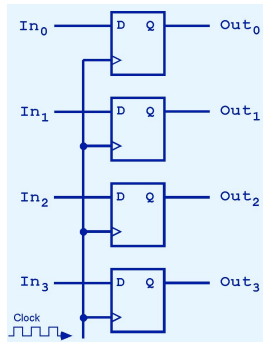 In0 D Q Out0
In1 D Q Out1
In2 D Q Out2
In3 D Q Out3
Clock